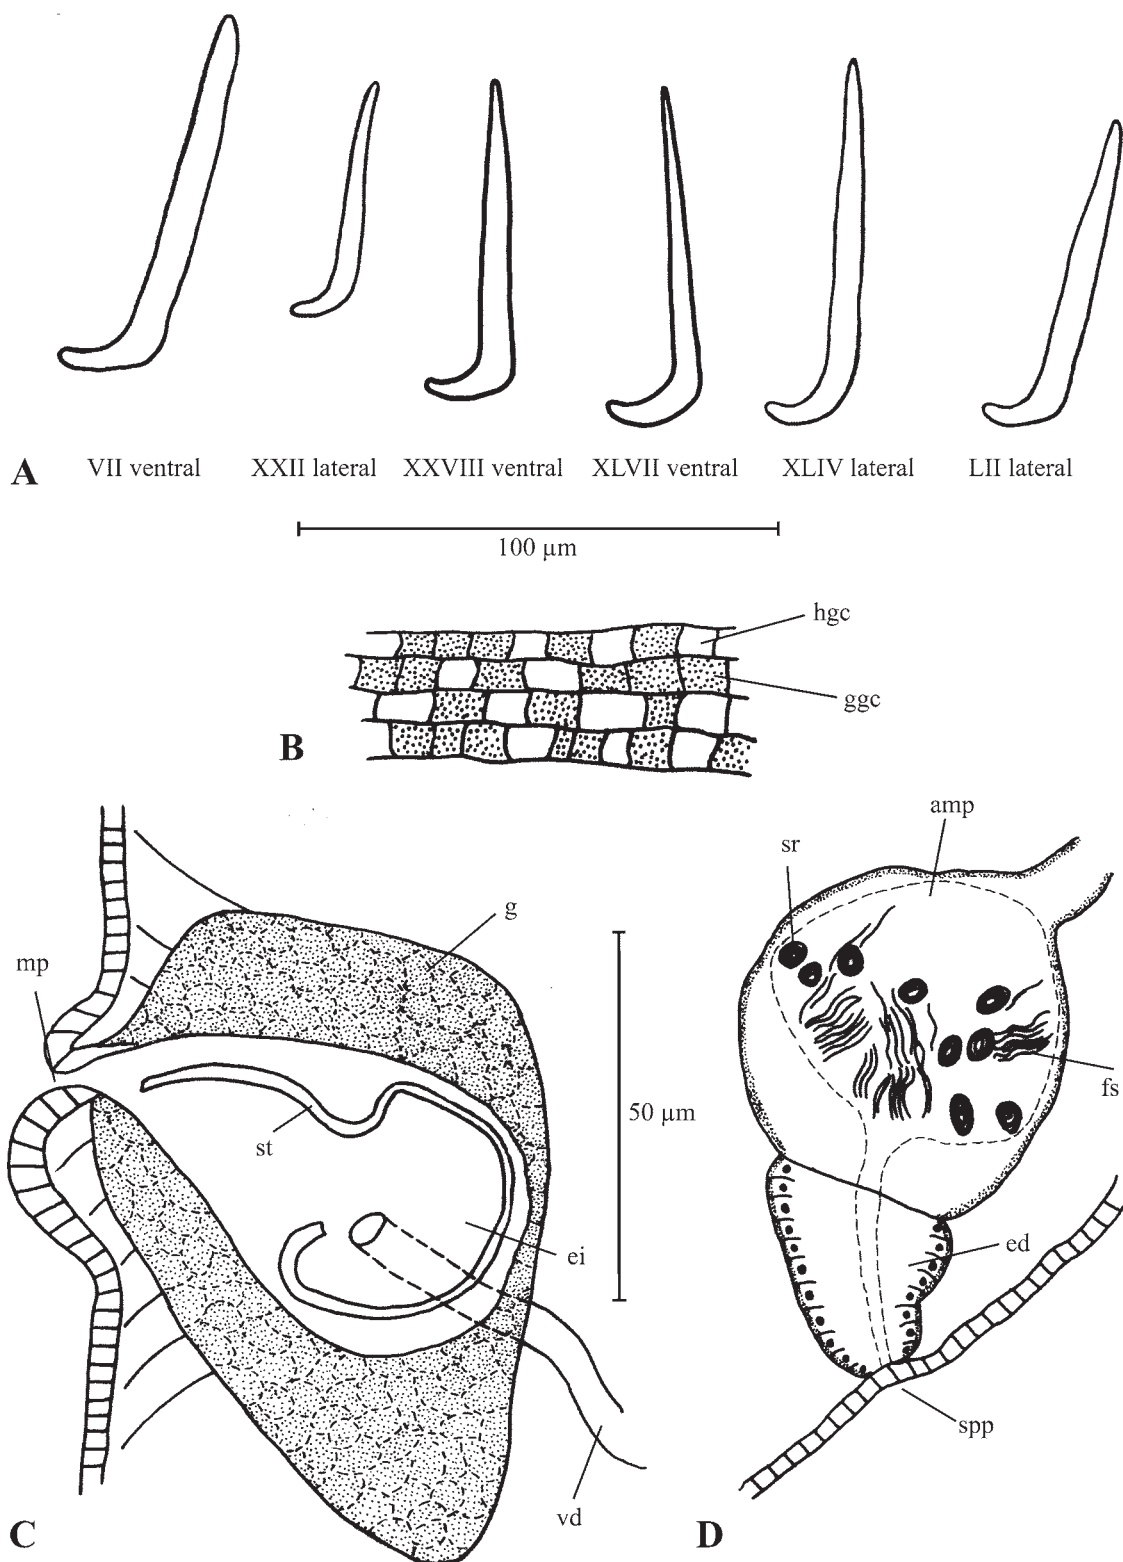 VII ventral
XXII lateral
XXVIII ventral
XLVII ventral
XLIV lateral
LII lateral
A
100 µm
hgc
ggc
B
amp
sr
g
mp
fs
50 µm
st
ei
ed
spp
vd
C
D